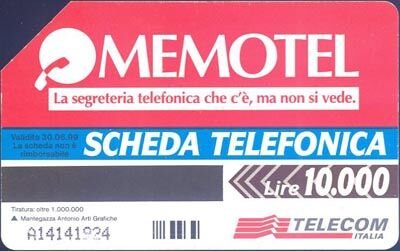 MEMOTEL
La segreteria telefonica che c'è, ma non si vede.
Validità 30.06.99
La scheda non è
rimborsabile
SCHEDA TELEFONICA
Lire 10.000
Tiratura: oltre 1.000.000
Mantegazza Antonio Arti Grafiche
A14141924
TELECOM
ITALIA